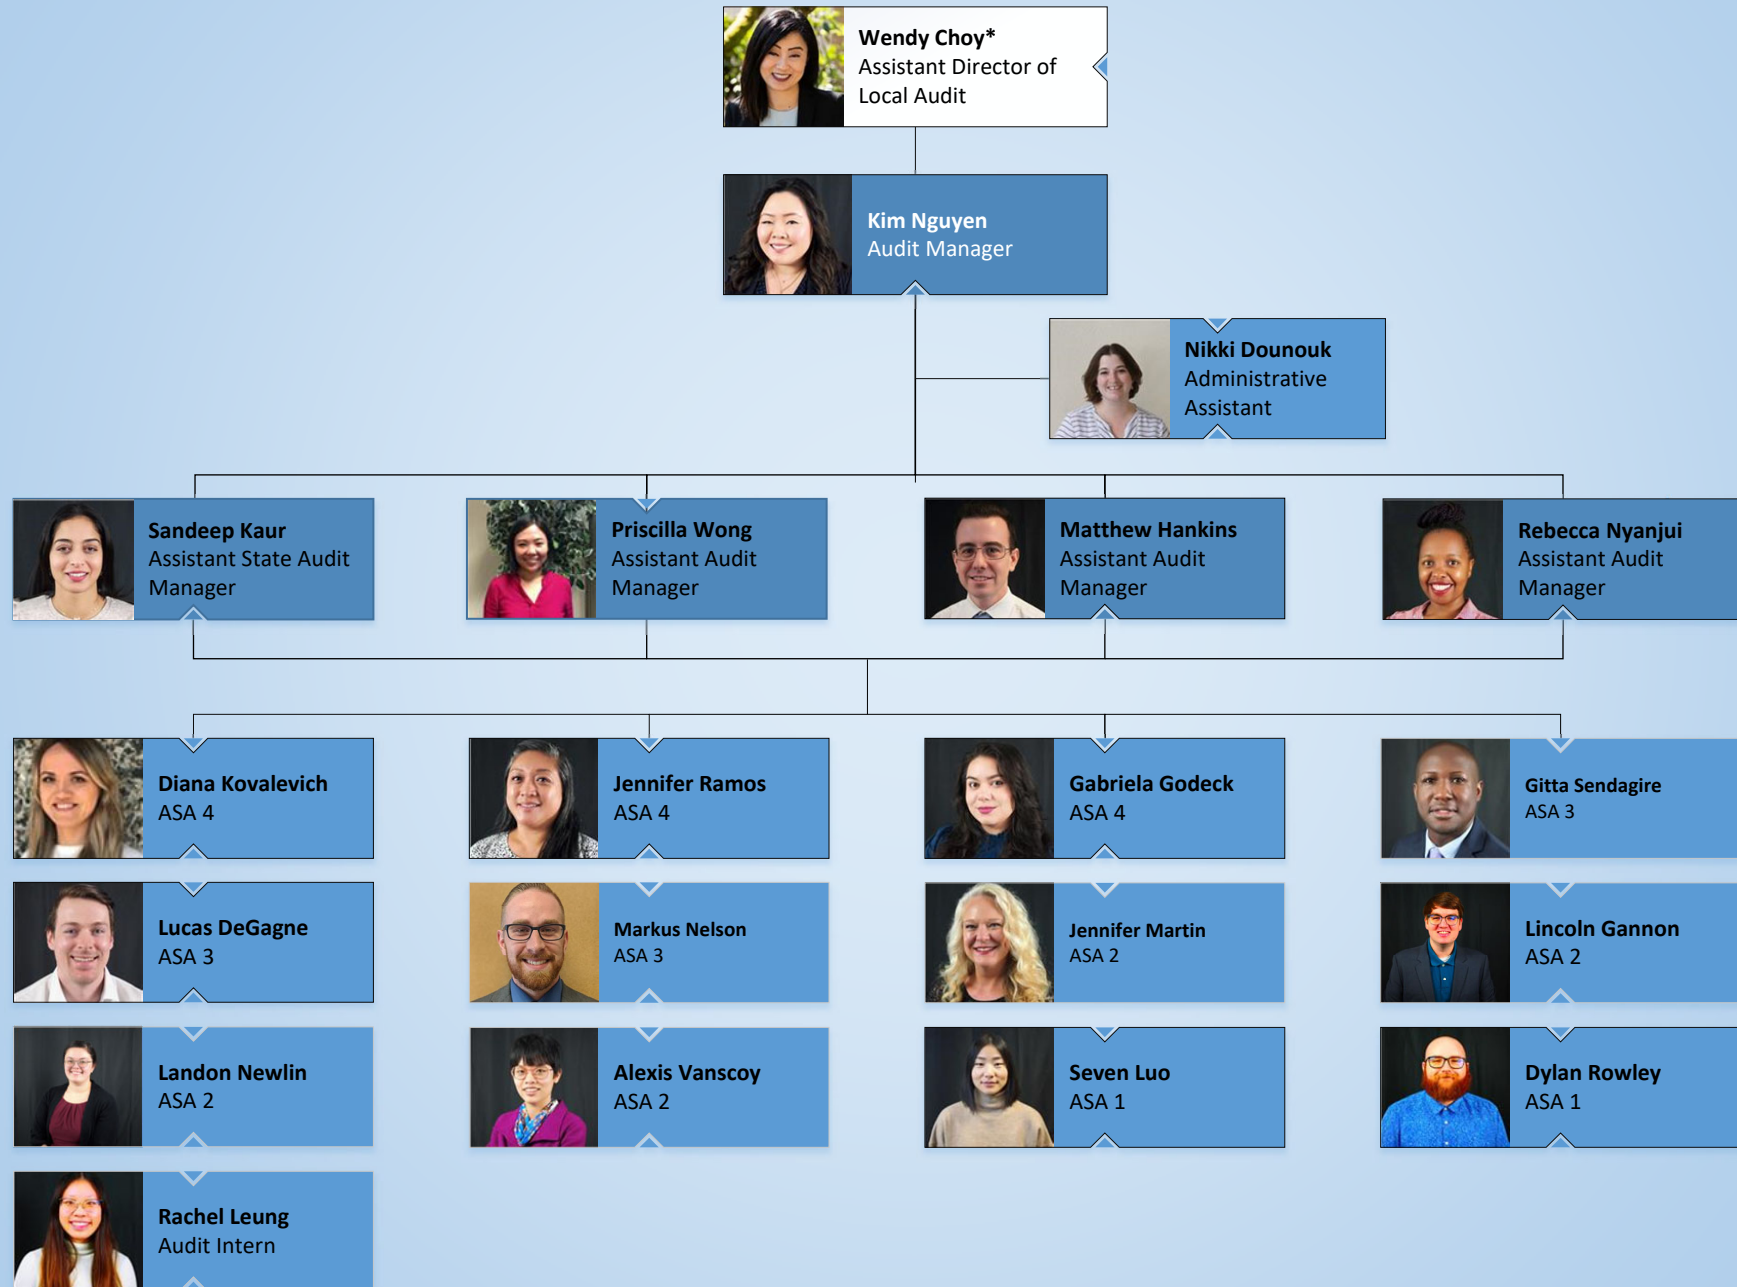 Wendy Choy*
Assistant Director of
Local Audit
Kim Nguyen
Audit Manager
Nikki Dounouk
Administrative
Assistant
Sandeep Kaur
Assistant State Audit
Manager
Priscilla Wong
Assistant Audit
Manager
Matthew Hankins
Assistant Audit
Manager
Rebecca Nyanjui
Assistant Audit
Manager
Diana Kovalevich
ASA 4
Jennifer Ramos
ASA 4
Gabriela Godeck
ASA 4
Gitta Sendagire
ASA 3
Lucas DeGagne
ASA 3
Markus Nelson
ASA 3
Jennifer Martin
ASA 2
Lincoln Gannon
ASA 2
Landon Newlin
ASA 2
Alexis Vanscoy
ASA 2
Seven Luo
ASA 1
Dylan Rowley
ASA 1
Rachel Leung
Audit Intern